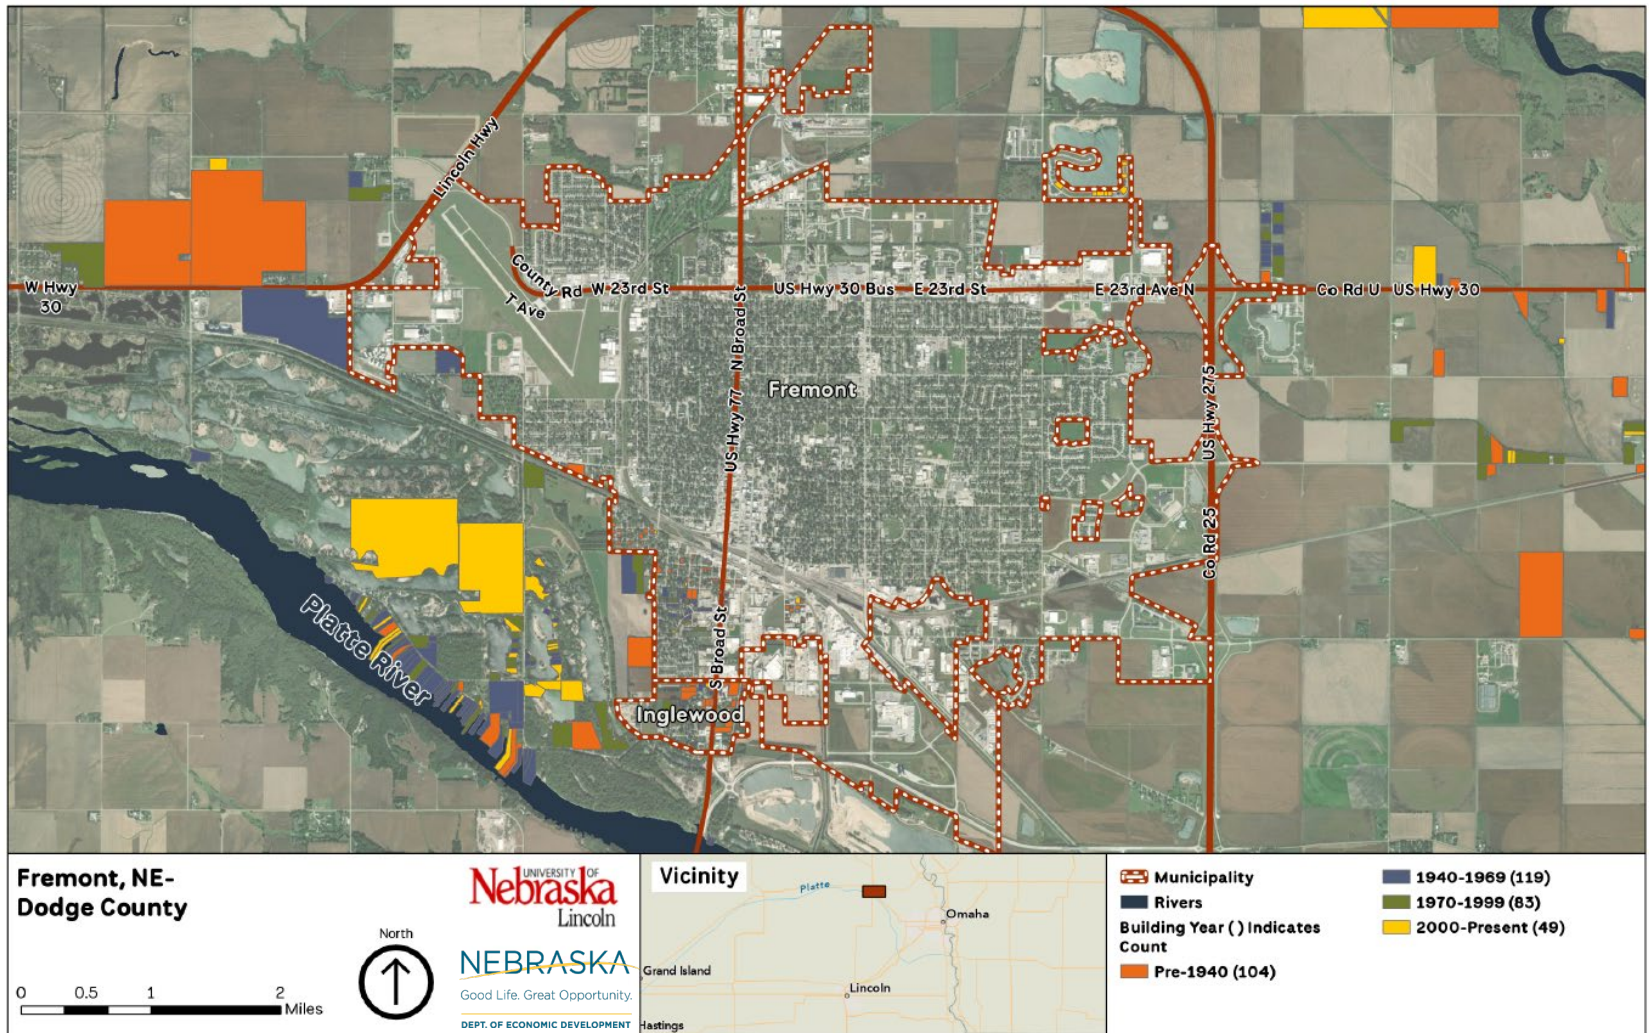 Lincoln Hwy
W Hwy
30
County Rd
T Ave
W 23rd St
US Hwy 30 Bus
E 23rd St
E 23rd Ave N
Co Rd U
US Hwy 30
N Broad St
US Hwy 77
Fremont
US Hwy 275
Co Rd 25
Platte River
S Broad St
Inglewood
Fremont, NE-
Dodge County
0 0.5 1 2 Miles
North
UNIVERSITY OF
Nebraska
Lincoln
NEBRASKA
Good Life. Great Opportunity.
DEPT. OF ECONOMIC DEVELOPMENT
Vicinity
Platte
Omaha
Grand Island
Lincoln
Hastings
Municipality
Rivers
Building Year ( ) Indicates
Count
Pre-1940 (104)
1940-1969 (119)
1970-1999 (83)
2000-Present (49)